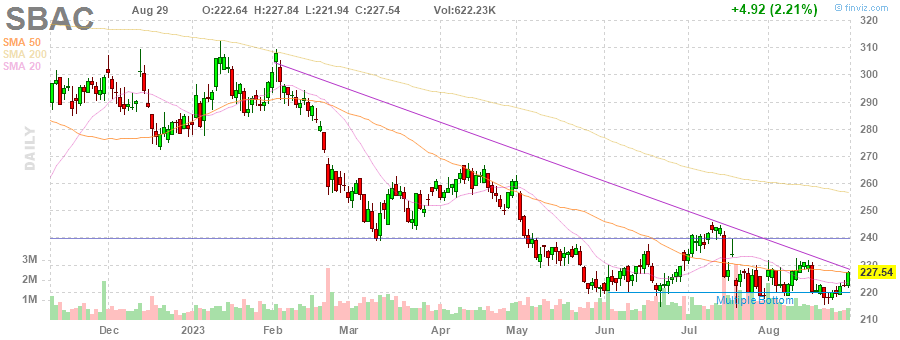 SBAC Aug 29 O:222.64 H:227.84 L:221.94 C:227.54 Vol:622.23K +4.92 (2.21%)
© finviz.com
SMA 50
SMA 200
SMA 20
DAILY
320
310
300
290
280
270
260
250
240
230
227.54
220
210
3M
2M
1M
Multiple Bottom
Dec 2023 Feb Mar Apr May Jun Jul Aug